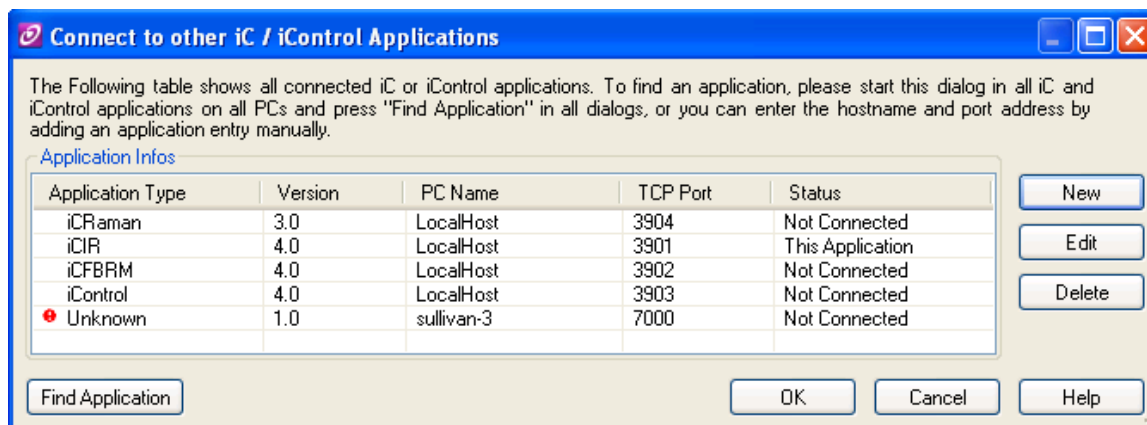 Connect to other iC / iControl Applications
The Following table shows all connected iC or iControl applications. To find an application, please start this dialog in all iC and
iControl applications on all PCs and press "Find Application" in all dialogs, or you can enter the hostname and port address by
adding an application entry manually.
Application Infos
Application Type Version PC Name TCP Port Status
iCRaman 3.0 LocalHost 3904 Not Connected
iCIR 4.0 LocalHost 3901 This Application
iCFBRM 4.0 LocalHost 3902 Not Connected
iControl 4.0 LocalHost 3903 Not Connected
Unknown 1.0 sullivan-3 7000 Not Connected
New
Edit
Delete
Find Application OK Cancel Help